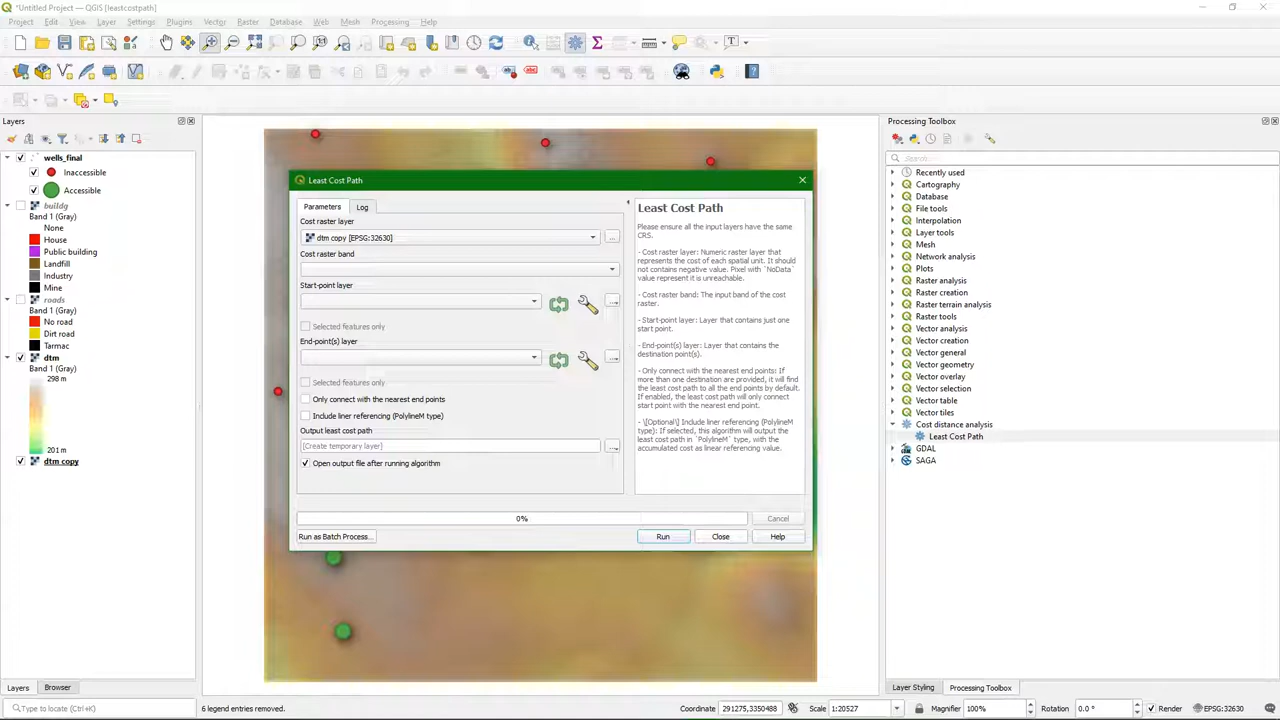 *Untitled Project — QGIS [leastcostpath]
Project Edit View Layer Settings Plugins Vector Raster Database Web Mesh Processing Help
Layers
wells_final
Inaccessible
Accessible
buildg
Band 1 (Gray)
None
House
Public building
Landfill
Industry
Mine
roads
Band 1 (Gray)
No road
Dirt road
Tarmac
dtm
Band 1 (Gray)
298 m
201 m
dtm copy
Least Cost Path
Parameters Log
Cost raster layer
dtm copy [EPSG:32630]
Cost raster band
Start-point layer
Selected features only
End-point(s) layer
Selected features only
Only connect with the nearest end points
Include liner referencing (PolylineM type)
Output least cost path
[Create temporary layer]
Open output file after running algorithm
0%
Cancel
Run as Batch Process...
Run
Close
Help
Least Cost Path
Please ensure all the input layers have the same
CRS.
- Cost raster layer: Numeric raster layer that
represents the cost of each spatial unit. It should
not contains negative value. Pixel with `NoData`
value represent it is unreachable.
- Cost raster band: The input band of the cost
raster.
- Start-point layer: Layer that contains just one
start point.
- End-point(s) layer: Layer that contains the
destination point(s).
- Only connect with the nearest end points: If
more than one destination are provided, it will find
the least cost path to all the end points by default.
If enabled, the least cost path will only connect
start point with the nearest end point.
- \[Optional\] Include liner referencing (PolylineM
type): If selected, this algorithm will output the
least cost path in `PolylineM` type, with the
accumulated cost as linear referencing value.
Processing Toolbox
Search...
Recently used
Cartography
Database
File tools
Interpolation
Layer tools
Mesh
Network analysis
Plots
Raster analysis
Raster creation
Raster terrain analysis
Raster tools
Vector analysis
Vector creation
Vector general
Vector geometry
Vector overlay
Vector selection
Vector table
Vector tiles
Cost distance analysis
Least Cost Path
GDAL
SAGA
Layers Browser
Layer Styling Processing Toolbox
Type to locate (Ctrl+K)
6 legend entries removed.
Coordinate 291275,3350488
Scale 1:20527
Magnifier 100%
Rotation 0.0 °
Render
EPSG:32630